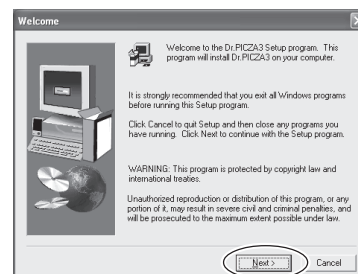 Welcome
Welcome to the Dr.PICZA3 Setup program. This
program will install Dr.PICZA3 on your computer.
It is strongly recommended that you exit all Windows programs
before running this Setup program.
Click Cancel to quit Setup and then close any programs you
have running. Click Next to continue with the Setup program.
WARNING: This program is protected by copyright law and
international treaties.
Unauthorized reproduction or distribution of this program, or any
portion of it, may result in severe civil and criminal penalties, and
will be prosecuted to the maximum extent possible under law.
Next > Cancel